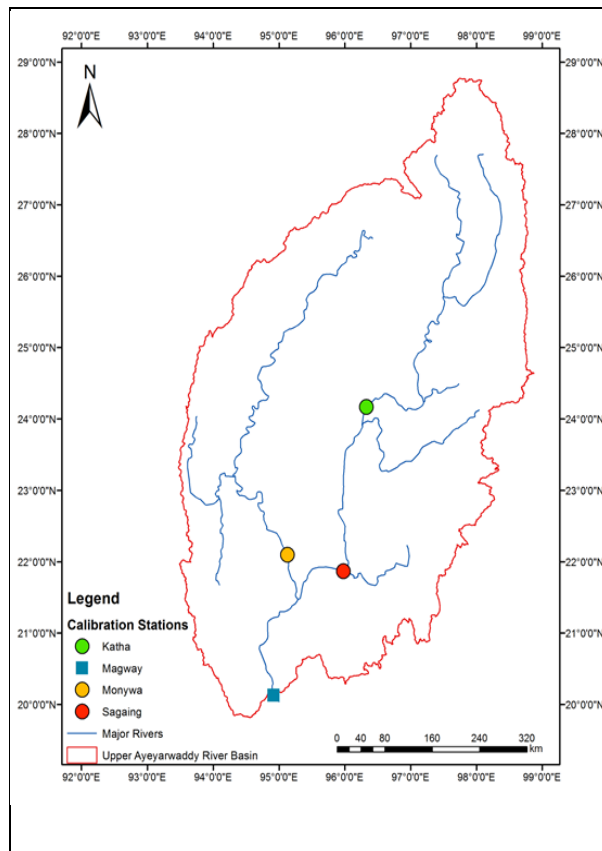 92°0'0"E 93°0'0"E 94°0'0"E 95°0'0"E 96°0'0"E 97°0'0"E 98°0'0"E 99°0'0"E
29°0'0"N 29°0'0"N
N
28°0'0"N 28°0'0"N
27°0'0"N 27°0'0"N
26°0'0"N 26°0'0"N
25°0'0"N 25°0'0"N
24°0'0"N 24°0'0"N
23°0'0"N 23°0'0"N
22°0'0"N 22°0'0"N
21°0'0"N 21°0'0"N
20°0'0"N 20°0'0"N
Legend
Calibration Stations
Katha
Magway
Monywa
Sagaing
Major Rivers
Upper Ayeyarwaddy River Basin
0 40 80 160 240 320
km
92°0'0"E 93°0'0"E 94°0'0"E 95°0'0"E 96°0'0"E 97°0'0"E 98°0'0"E 99°0'0"E